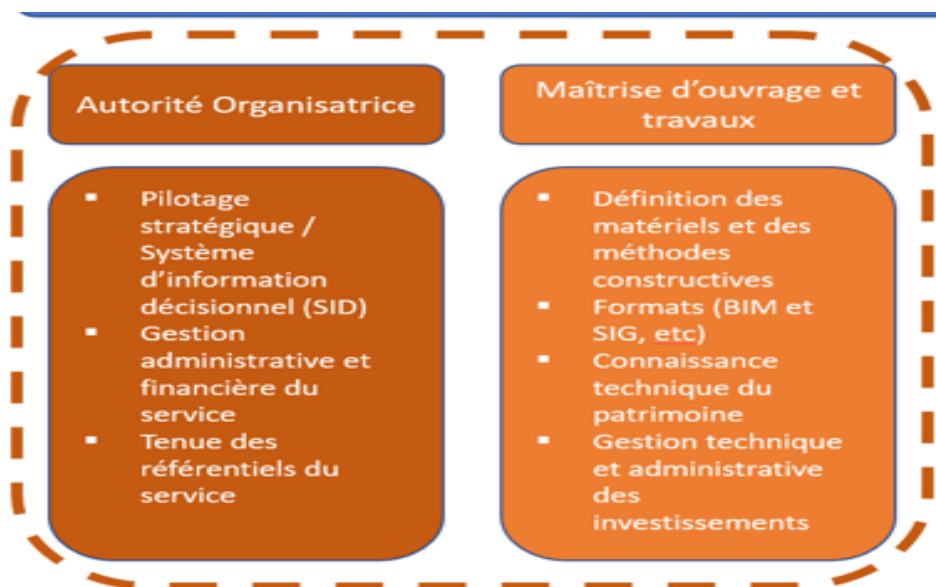 Autorité Organisatrice
▪ Pilotage
stratégique /
Système
d'information
décisionnel (SID)
▪ Gestion
administrative et
financière du
service
▪ Tenue des
référentiels du
service
Maîtrise d'ouvrage et
travaux
▪ Définition des
matériels et des
méthodes
constructives
▪ Formats (BIM et
SIG, etc)
▪ Connaissance
technique du
patrimoine
▪ Gestion technique
et administrative
des
investissements